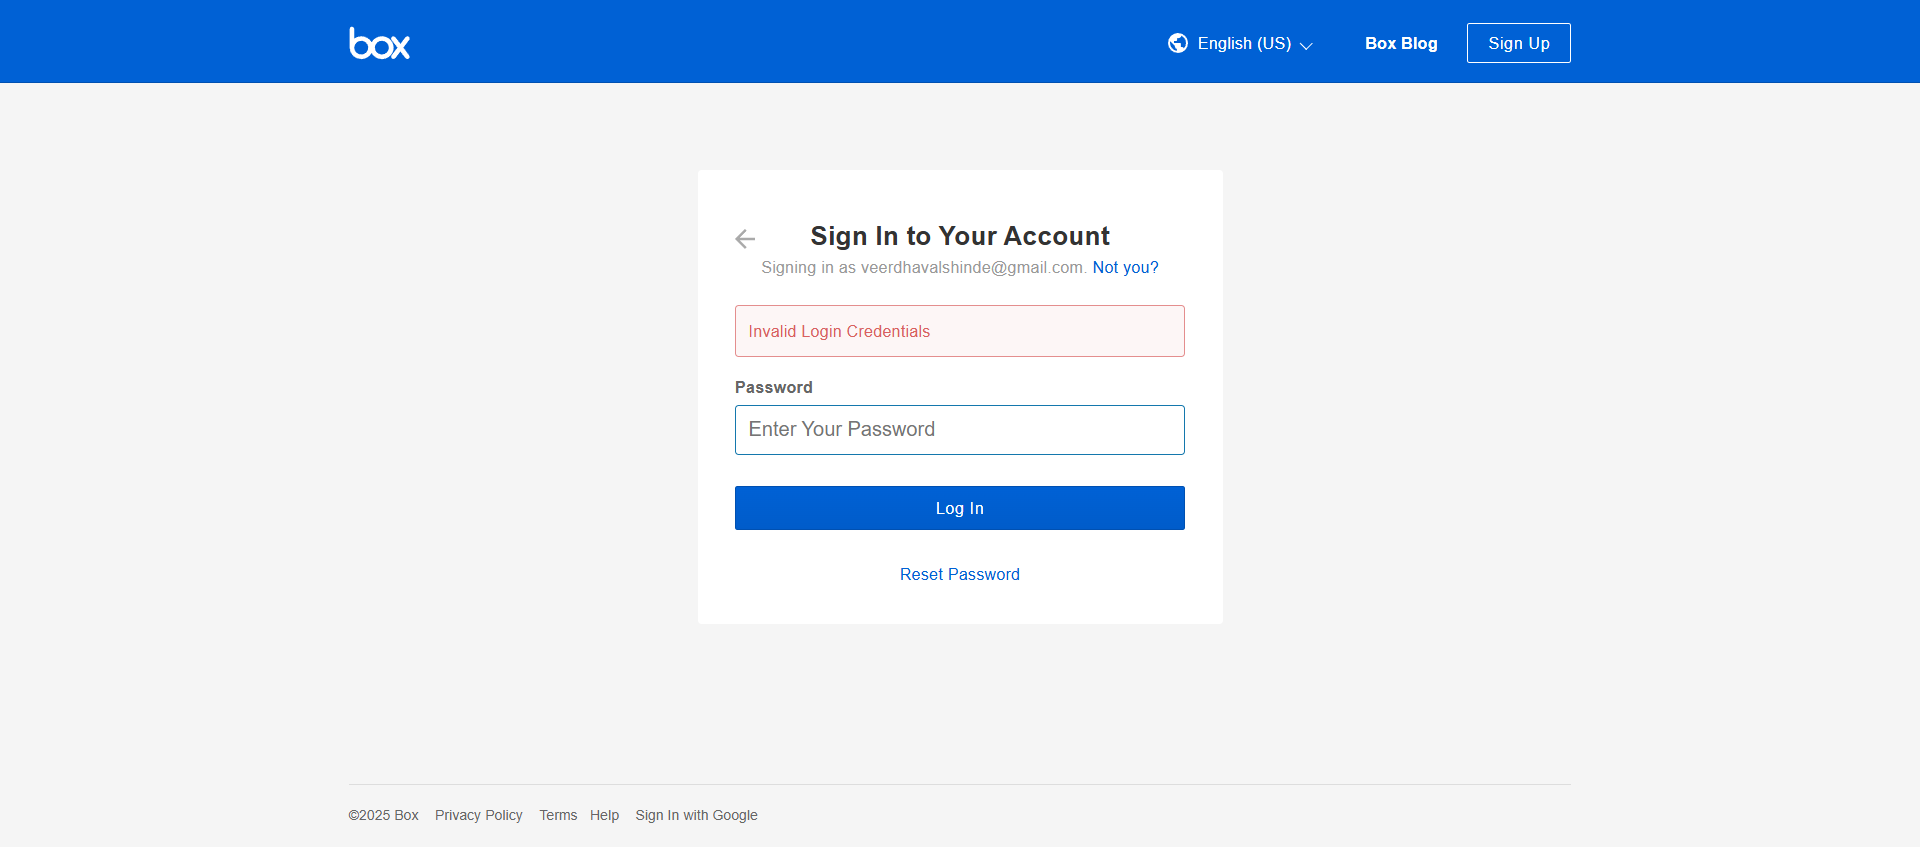 box
English (US)
Box Blog
Sign Up
Sign In to Your Account
Signing in as veerdhavalshinde@gmail.com. Not you?
Invalid Login Credentials
Password
Enter Your Password
Log In
Reset Password
©2025 Box Privacy Policy Terms Help Sign In with Google